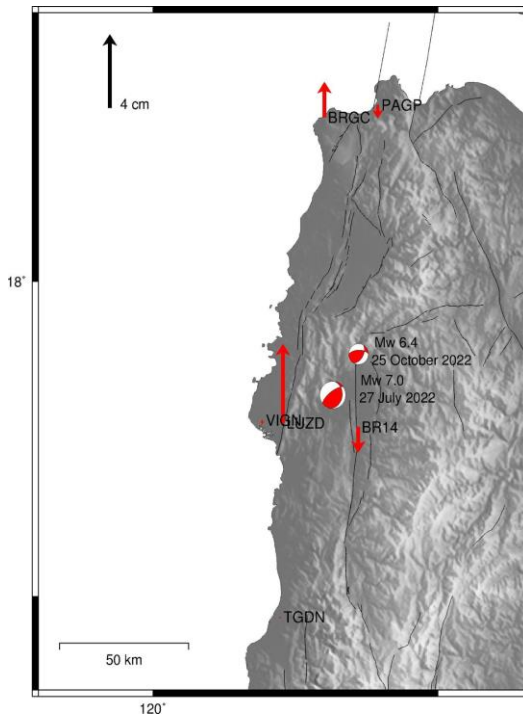 4 cm
PAGP
BRGC
18°
Mw 6.4
25 October 2022
Mw 7.0
27 July 2022
VIGN
LUZD
BR14
TGDN
50 km
120°